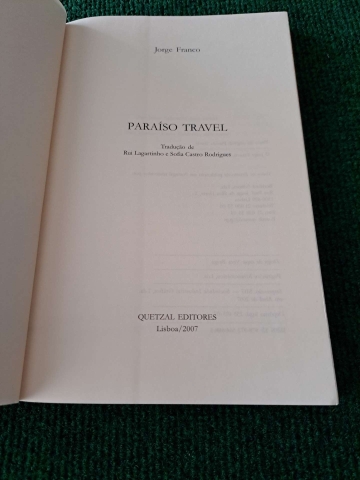 Jorge Franco
PARAÍSO TRAVEL
Tradução de
Rui Lagartinho e Sofia Castro Rodrigues
QUETZAL EDITORES
Lisboa/2007